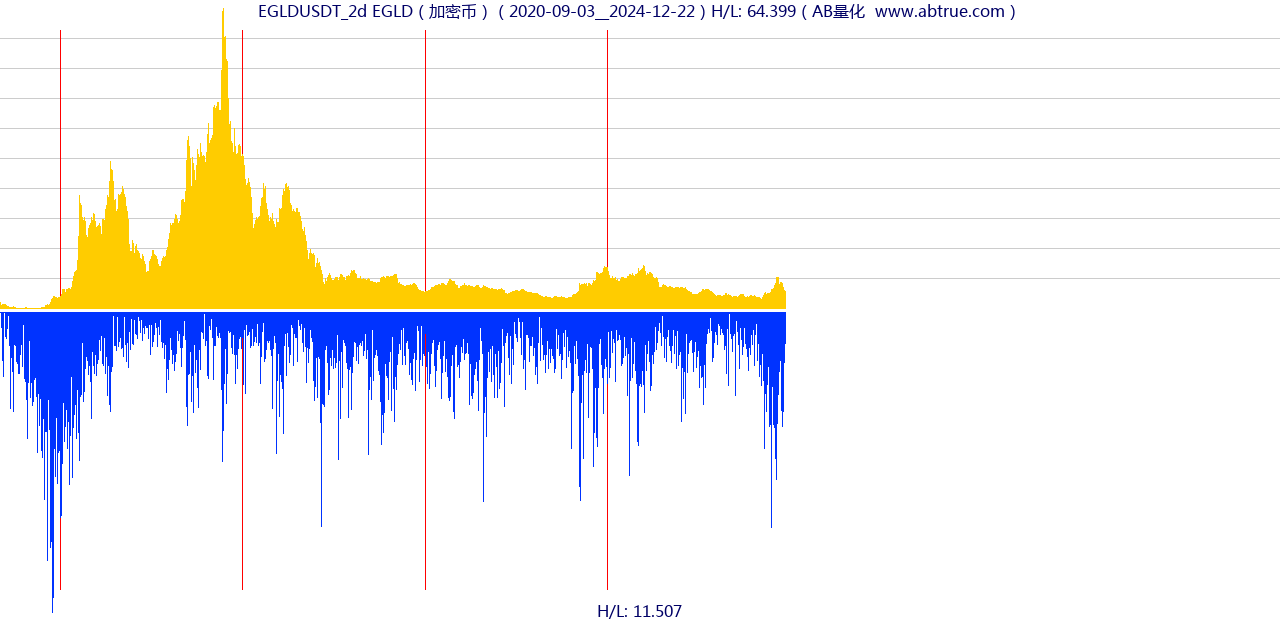 EGLDUSDT_2d EGLD（加密币）（2020-09-03__2024-12-22）H/L: 64.399（AB量化  www.abtrue.com）
H/L: 11.507